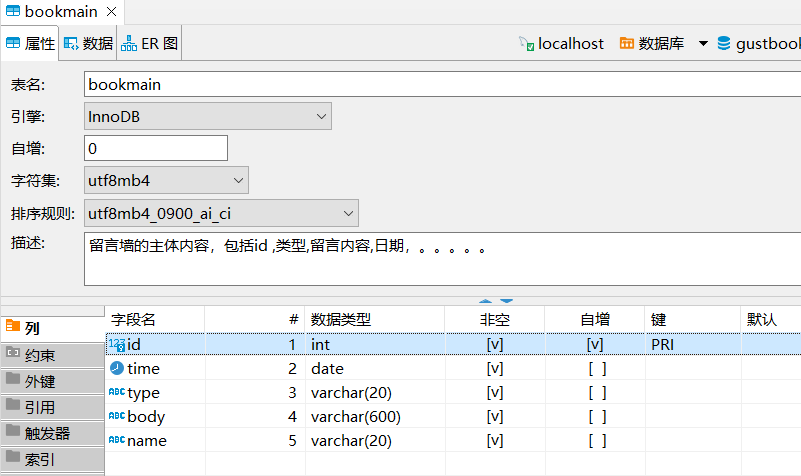 bookmain
属性 数据 ER 图 localhost 数据库 gustbook
表名: bookmain
引擎: InnoDB
自增: 0
字符集: utf8mb4
排序规则: utf8mb4_0900_ai_ci
描述: 留言墙的主体内容，包括id ,类型,留言内容,日期，。。。。。
列
约束
外键
引用
触发器
索引
字段名 # 数据类型 非空 自增 键 默认
123 id 1 int [v] [v] PRI
time 2 date [v] [ ]
ABC type 3 varchar(20) [v] [ ]
ABC body 4 varchar(600) [v] [ ]
ABC name 5 varchar(20) [v] [ ]